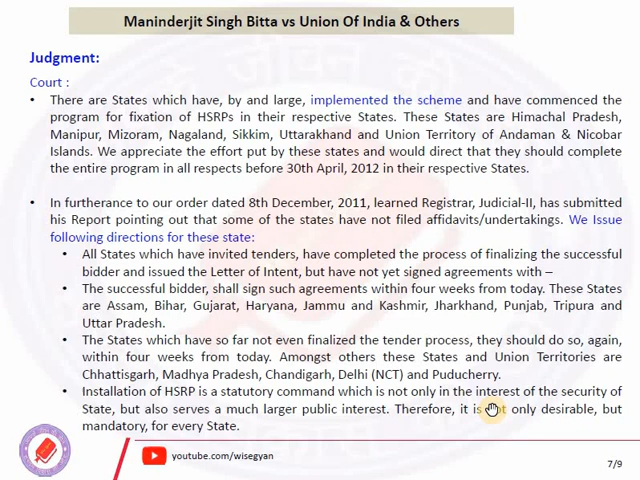 Maninderjit Singh Bitta vs Union Of India & Others
Judgment:
Court :
• There are States which have, by and large, implemented the scheme and have commenced the
program for fixation of HSRPs in their respective States. These States are Himachal Pradesh,
Manipur, Mizoram, Nagaland, Sikkim, Uttarakhand and Union Territory of Andaman & Nicobar
Islands. We appreciate the effort put by these states and would direct that they should complete
the entire program in all respects before 30th April, 2012 in their respective States.
• In furtherance to our order dated 8th December, 2011, learned Registrar, Judicial-II, has submitted
his Report pointing out that some of the states have not filed affidavits/undertakings. We Issue
following directions for these state:
• All States which have invited tenders, have completed the process of finalizing the successful
bidder and issued the Letter of Intent, but have not yet signed agreements with –
• The successful bidder, shall sign such agreements within four weeks from today. These States
are Assam, Bihar, Gujarat, Haryana, Jammu and Kashmir, Jharkhand, Punjab, Tripura and
Uttar Pradesh.
• The States which have so far not even finalized the tender process, they should do so, again,
within four weeks from today. Amongst others these States and Union Territories are
Chhattisgarh, Madhya Pradesh, Chandigarh, Delhi (NCT) and Puducherry.
• Installation of HSRP is a statutory command which is not only in the interest of the security of
State, but also serves a much larger public interest. Therefore, it is not only desirable, but
mandatory, for every State.
youtube.com/wisegyan
7/9